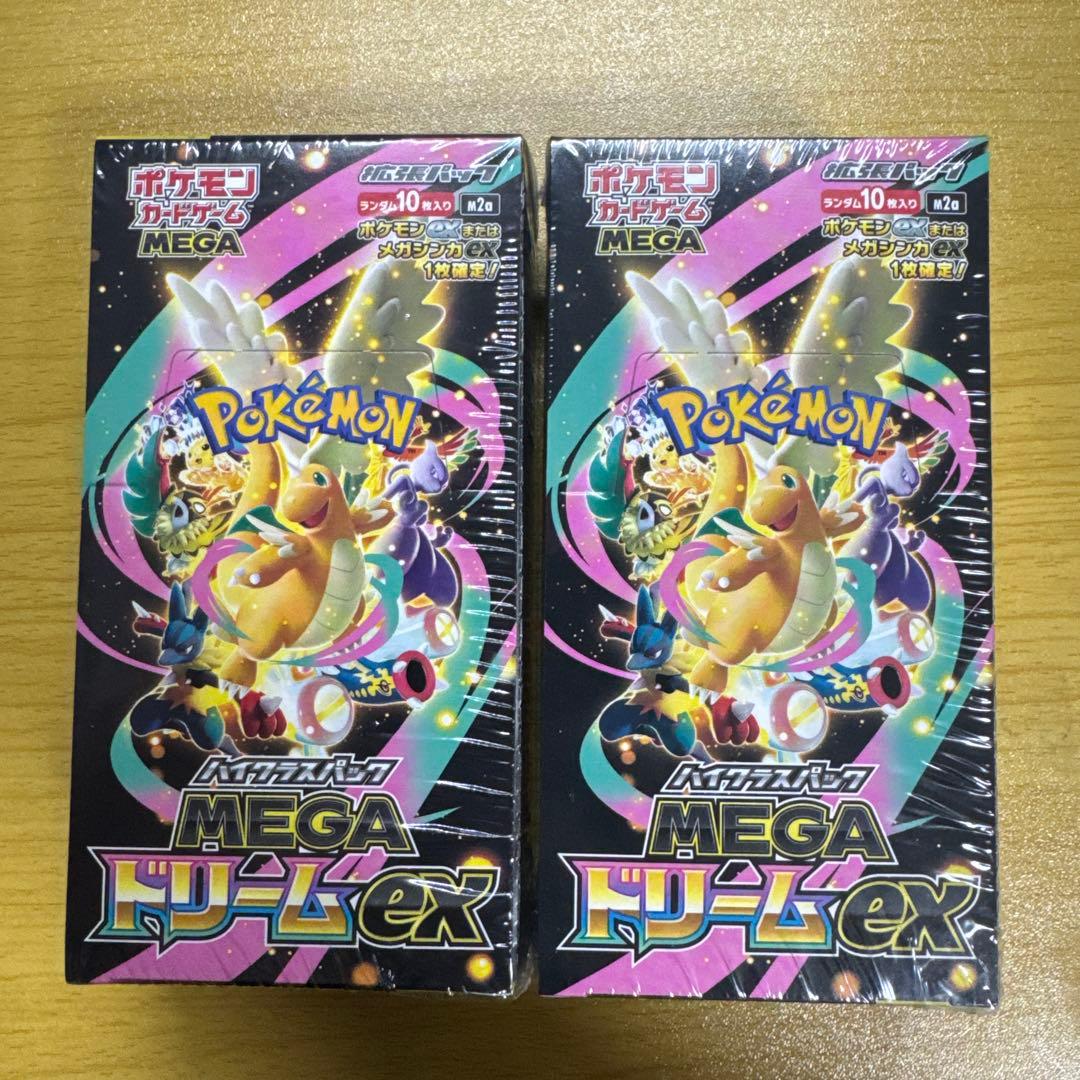 ポケモン
カードゲーム
MEGA
拡張パック
ランダム10枚入り
M2a
ポケモンexまたは
メガシンカex
1枚確定!
POKÉMON
TM
ハイクラスパック
MEGA
ドリームex
ポケモン
カードゲーム
MEGA
拡張パック
ランダム10枚入り
M2a
ポケモンexまたは
メガシンカex
1枚確定!
POKÉMON
TM
ハイクラスパック
MEGA
ドリームex